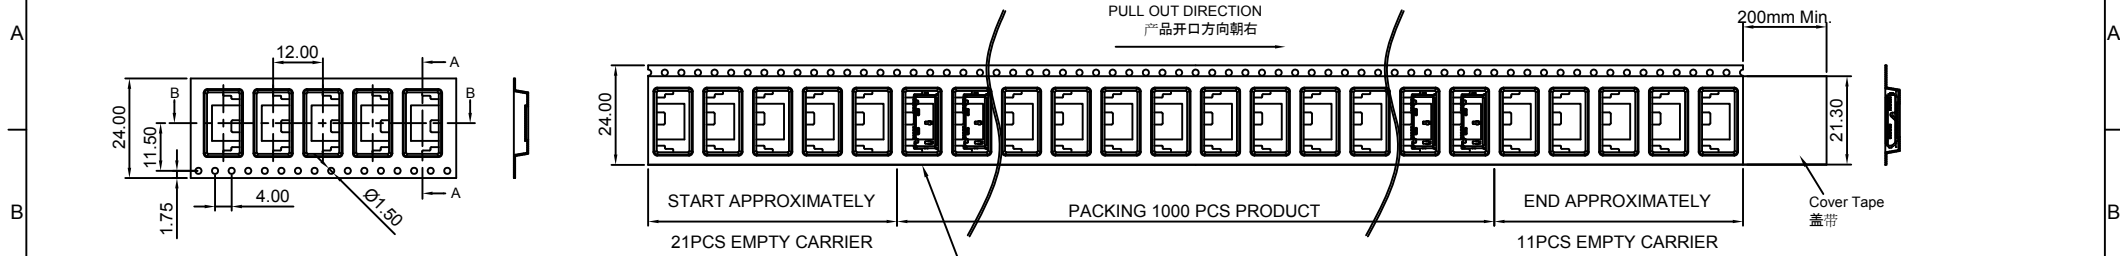 PULL OUT DIRECTION
产品开口方向朝右
200mm Min.
A
A
12.00
A
B
B
24.00
11.50
24.00
21.30
4.00
Ø1.50
A
1.75
START APPROXIMATELY
PACKING 1000 PCS PRODUCT
END APPROXIMATELY
Cover Tape
盖带
B
B
21PCS EMPTY CARRIER
11PCS EMPTY CARRIER